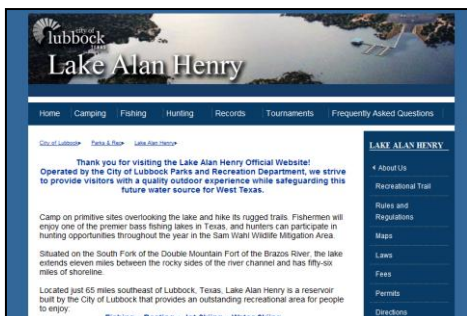 city of
lubbock
TEXAS
Lake Alan Henry
Home Camping Fishing Hunting Records Tournaments Frequently Asked Questions
City of Lubbock▸ Parks & Rec▸ Lake Alan Henry▸
Thank you for visiting the Lake Alan Henry Official Website!
Operated by the City of Lubbock Parks and Recreation Department, we strive
to provide visitors with a quality outdoor experience while safeguarding this
future water source for West Texas.
Camp on primitive sites overlooking the lake and hike its rugged trails. Fishermen will
enjoy one of the premier bass fishing lakes in Texas, and hunters can participate in
hunting opportunities throughout the year in the Sam Wahl Wildlife Mitigation Area.
Situated on the South Fork of the Double Mountain Fort of the Brazos River, the lake
extends eleven miles between the rocky sides of the river channel and has fifty-six
miles of shoreline.
Located just 65 miles southeast of Lubbock, Texas, Lake Alan Henry is a reservoir
built by the City of Lubbock that provides an outstanding recreational area for people
to enjoy:
LAKE ALAN HENRY
About Us
Recreational Trail
Rules and
Regulations
Maps
Laws
Fees
Permits
Directions